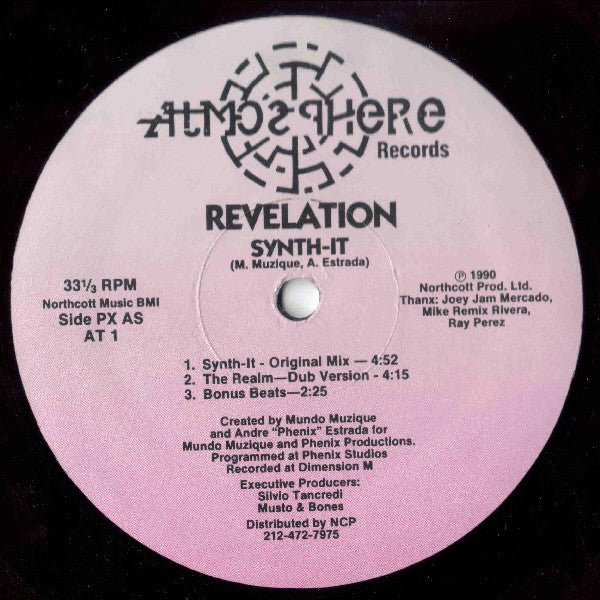 ATMOSPHERE
Records
REVELATION
SYNTH-IT
(M. Muzique, A. Estrada)
33⅓ RPM
Northcott Music BMI
Side PX AS
AT 1
℗ 1990
Northcott Prod. Ltd.
Thanx: Joey Jam Mercado,
Mike Remix Rivera,
Ray Perez
1. Synth-It - Original Mix — 4:52
2. The Realm—Dub Version - 4:15
3. Bonus Beats—2:25
Created by Mundo Muzique
and Andre "Phenix" Estrada for
Mundo Muzique and Phenix Productions.
Programmed at Phenix Studios
Recorded at Dimension M
Executive Producers:
Silvio Tancredi
Musto & Bones
Distributed by NCP
212-472-7975